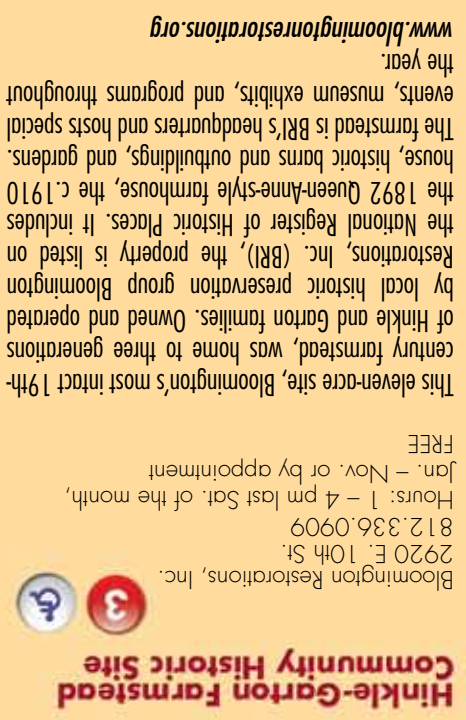 Hinkle-Garton Farmstead
Community Historic Site
3
Bloomington Restorations, Inc.
2920 E. 10th St.
812.336.0909
Hours: 1 – 4 pm last Sat. of the month,
Jan. – Nov. or by appointment
FREE
This eleven-acre site, Bloomington's most intact 19th-
century farmstead, was home to three generations
of Hinkle and Garton families. Owned and operated
by local historic preservation group Bloomington
Restorations, Inc. (BRI), the property is listed on
the National Register of Historic Places. It includes
the 1892 Queen-Anne-style farmhouse, the c.1910
house, historic barns and outbuildings, and gardens.
The farmstead is BRI's headquarters and hosts special
events, museum exhibits, and programs throughout
the year.
www.bloomingtonrestorations.org